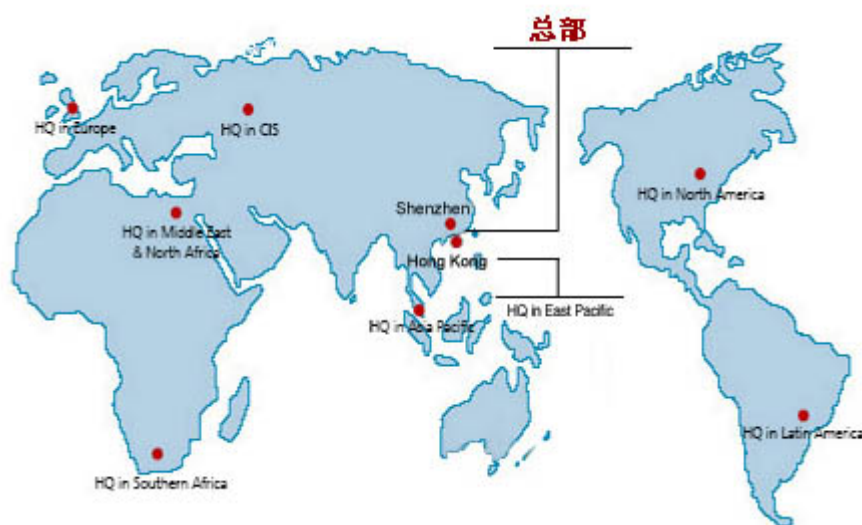 总部
HQ in Europe
HQ in CIS
HQ in North America
Shenzhen
HQ in Middle East
& North Africa
Hong Kong
HQ in East Pacific
HQ in Asia Pacific
HQ in Latin America
HQ in Southern Africa